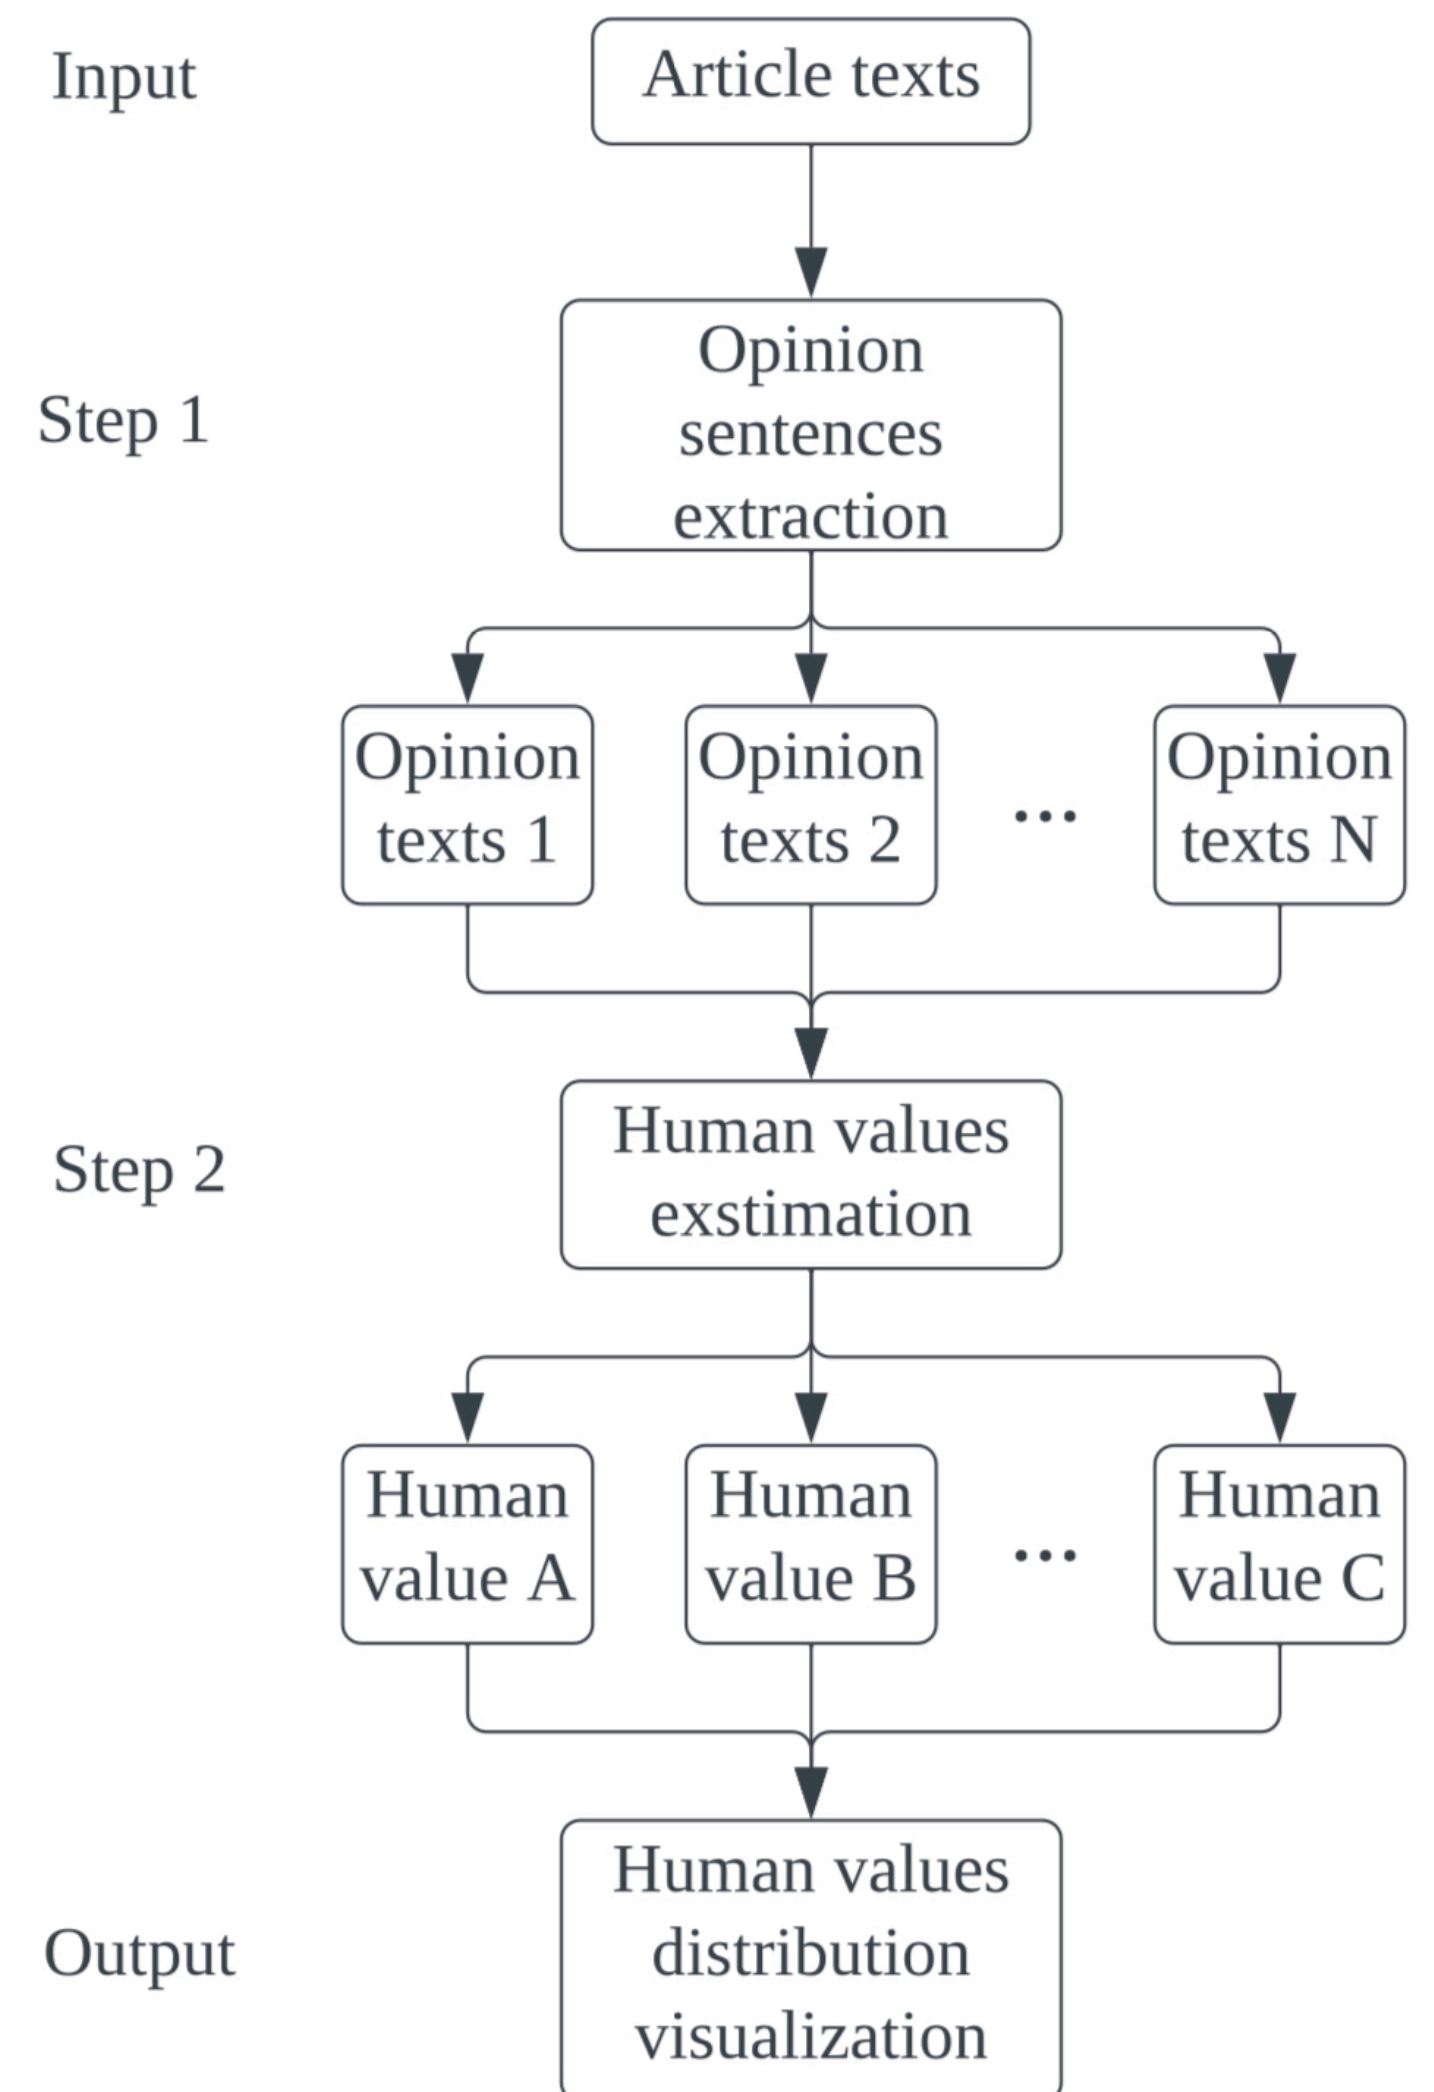 Input
Article texts
Step 1
Opinion
sentences
extraction
Opinion
texts 1
Opinion
texts 2
...
Opinion
texts N
Step 2
Human values
exstimation
Human
value A
Human
value B
...
Human
value C
Output
Human values
distribution
visualization